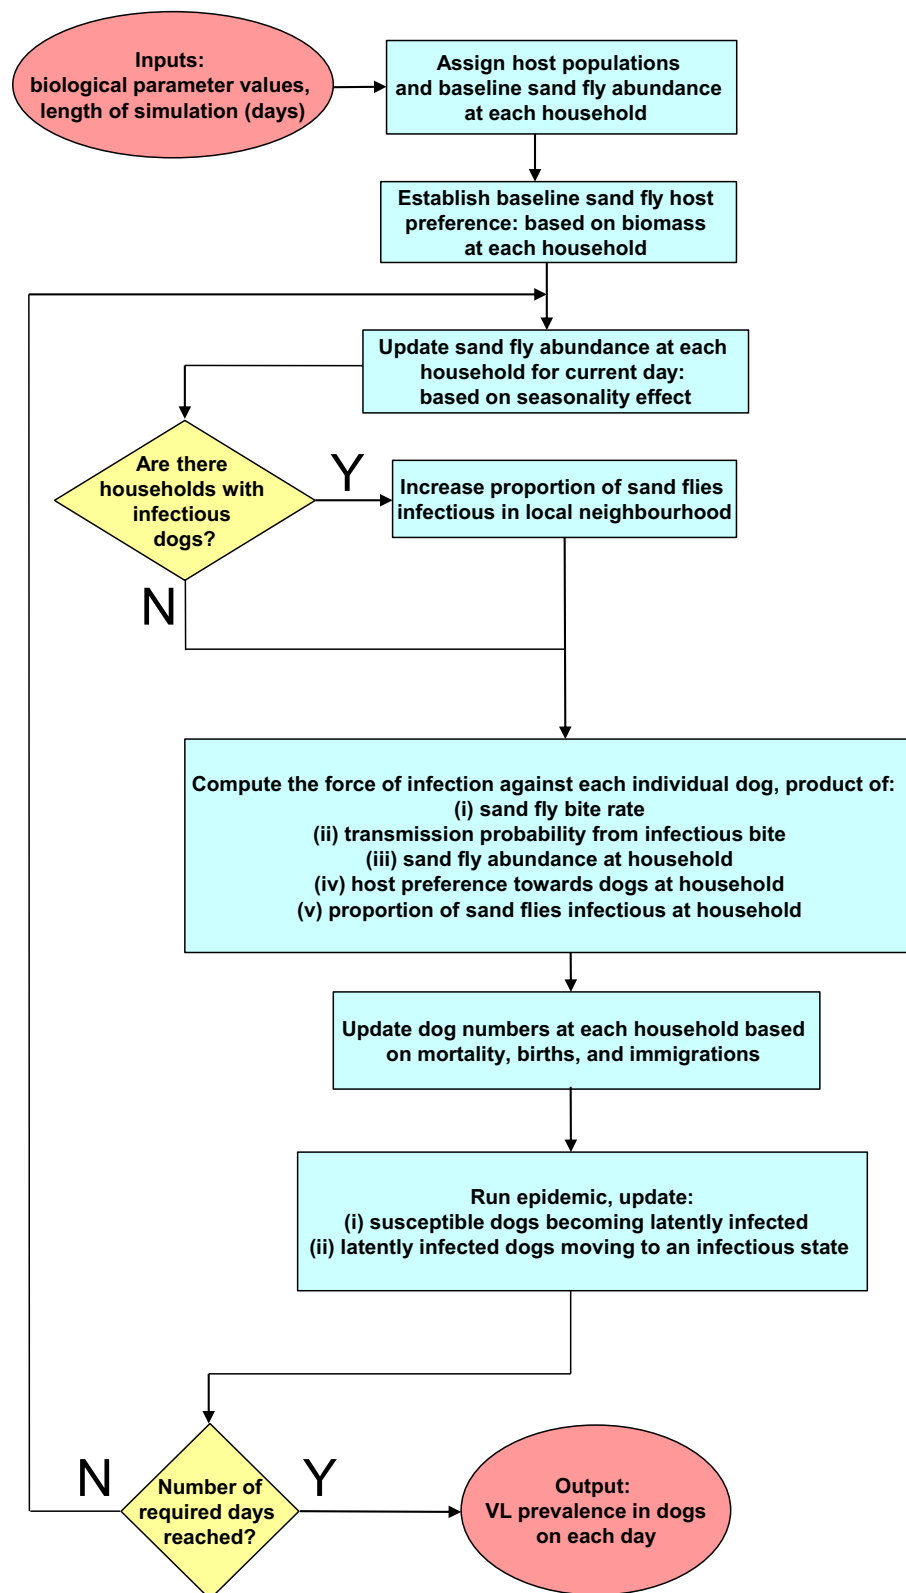 Inputs:
biological parameter values,
length of simulation (days)
Assign host populations
and baseline sand fly abundance
at each household
Establish baseline sand fly host
preference: based on biomass
at each household
Update sand fly abundance at each
household for current day:
based on seasonality effect
Are there
households with
infectious
dogs?
Y
Increase proportion of sand flies
infectious in local neighbourhood
N
Compute the force of infection against each individual dog, product of:
(i) sand fly bite rate
(ii) transmission probability from infectious bite
(iii) sand fly abundance at household
(iv) host preference towards dogs at household
(v) proportion of sand flies infectious at household
Update dog numbers at each household based
on mortality, births, and immigrations
Run epidemic, update:
(i) susceptible dogs becoming latently infected
(ii) latently infected dogs moving to an infectious state
N
Number of
required days
reached?
Y
Output:
VL prevalence in dogs
on each day